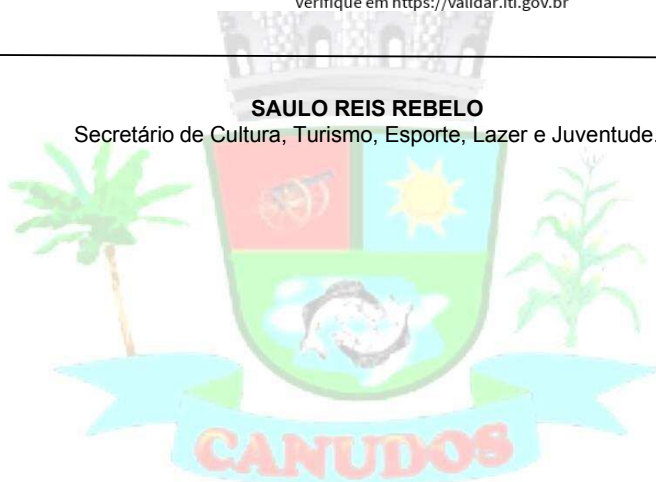 Verifique em https://validar.iti.gov.br
SAULO REIS REBELO
Secretário de Cultura, Turismo, Esporte, Lazer e Juventude.
CANUDOS